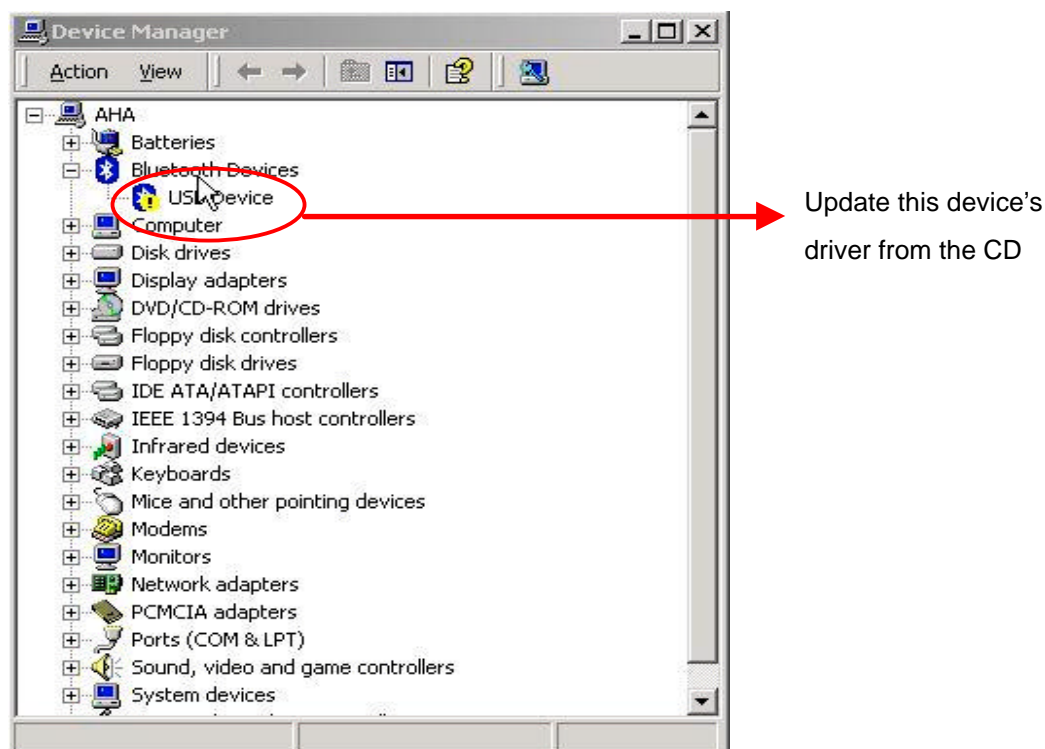 Device Manager
Action View
AHA
Batteries
Bluetooth Devices
Device
Computer
Disk drives
Display adapters
DVD/CD-ROM drives
Floppy disk controllers
Floppy disk drives
IDE ATA/ATAPI controllers
IEEE 1394 Bus host controllers
Infrared devices
Keyboards
Mice and other pointing devices
Modems
Monitors
Network adapters
PCMCIA adapters
Ports (COM & LPT)
Sound, video and game controllers
System devices
Update this device's
driver from the CD